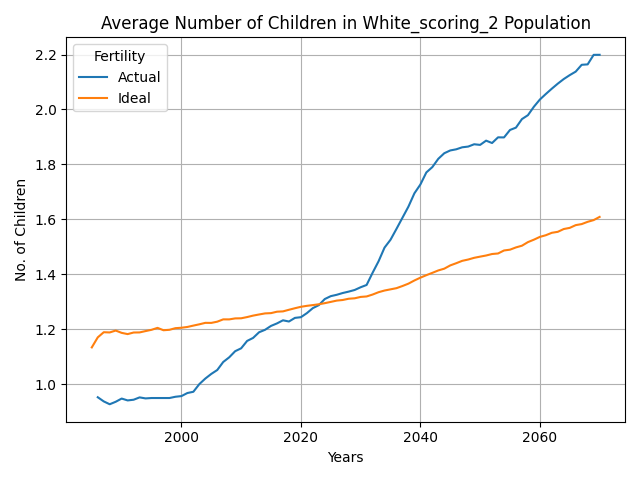 Average Number of Children in White_scoring_2 Population
Fertility
Actual
Ideal
No. of Children
2.2
2.0
1.8
1.6
1.4
1.2
1.0
2000 2020 2040 2060
Years